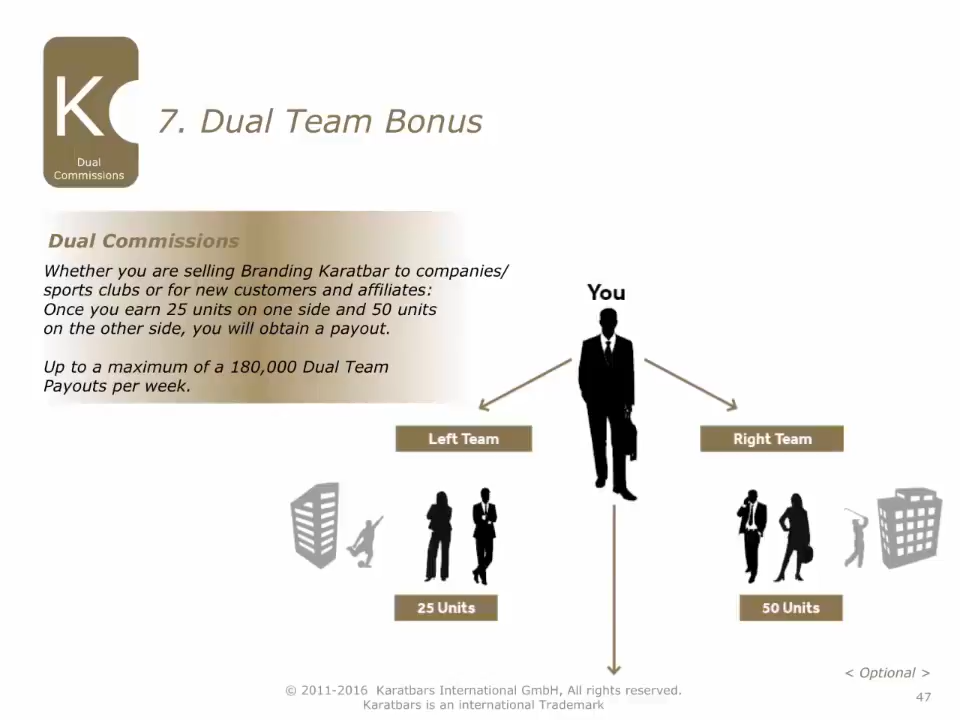 K
Dual
Commissions
7. Dual Team Bonus
Dual Commissions
Whether you are selling Branding Karatbar to companies/
sports clubs or for new customers and affiliates:
Once you earn 25 units on one side and 50 units
on the other side, you will obtain a payout.
Up to a maximum of a 180,000 Dual Team
Payouts per week.
You
Left Team
Right Team
25 Units
50 Units
< Optional >
© 2011-2016 Karatbars International GmbH, All rights reserved.
Karatbars is an international Trademark
47